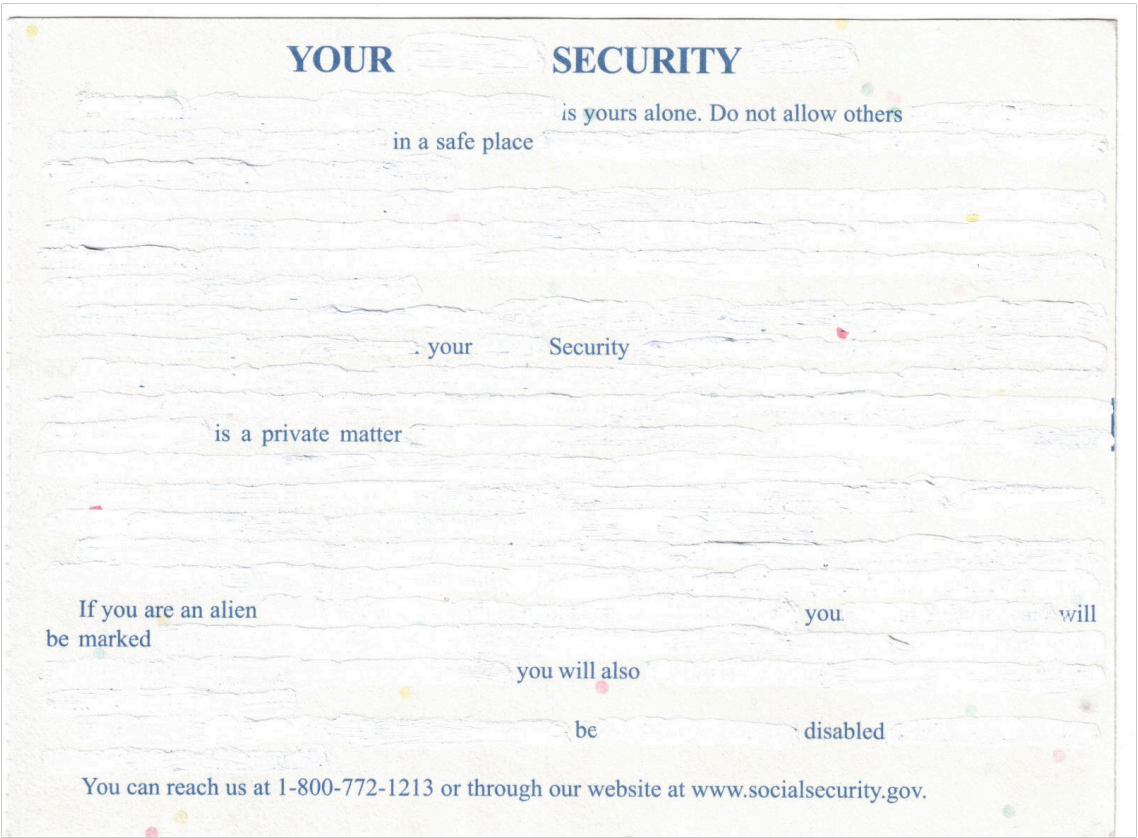 YOUR SECURITY
is yours alone. Do not allow others
in a safe place
. your Security
is a private matter
If you are an alien you will
be marked
you will also
be disabled
You can reach us at 1-800-772-1213 or through our website at www.socialsecurity.gov.